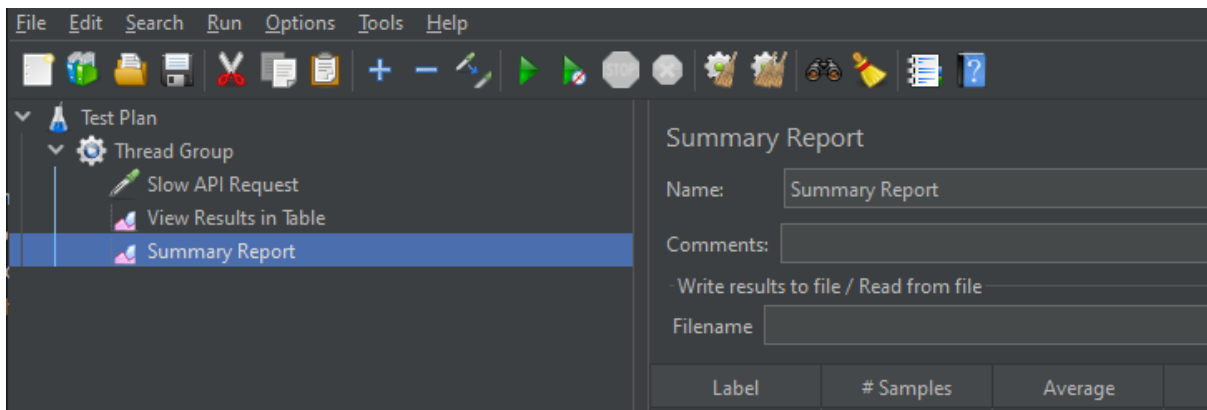 File Edit Search Run Options Tools Help
STOP
Test Plan
Thread Group
Slow API Request
View Results in Table
Summary Report
Summary Report
Name: Summary Report
Comments:
Write results to file / Read from file
Filename
Label # Samples Average